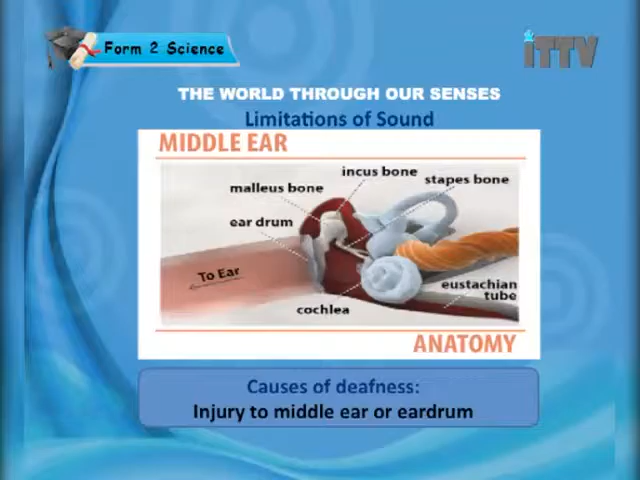 Form 2 Science
iTTV
THE WORLD THROUGH OUR SENSES
Limitations of Sound
MIDDLE EAR
incus bone
malleus bone
stapes bone
ear drum
To Ear
eustachian
tube
cochlea
ANATOMY
Causes of deafness:
Injury to middle ear or eardrum